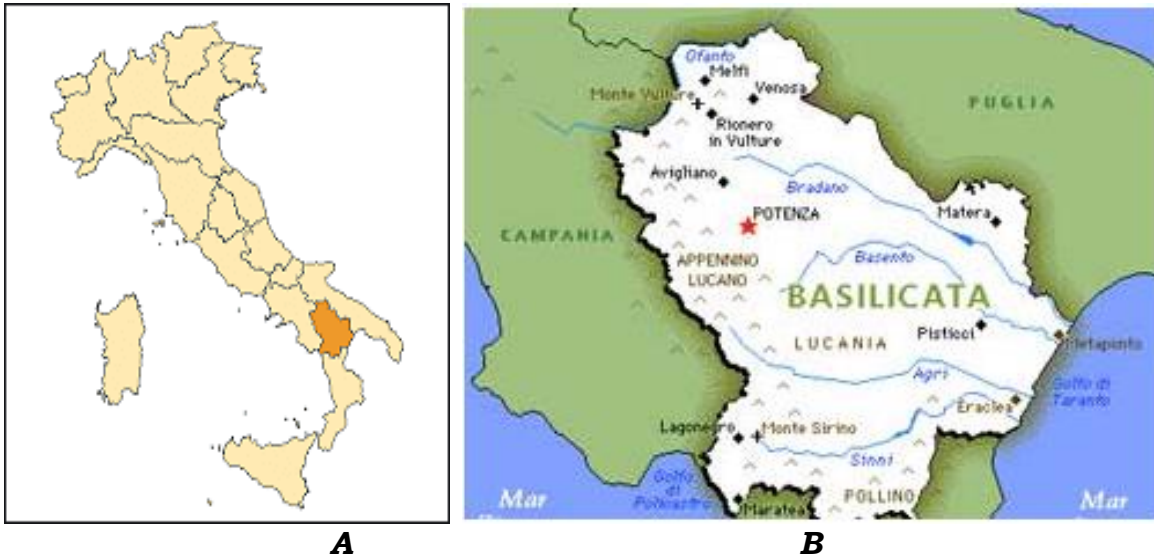 Ofanto
Melfi
Venosa
Monte Vulture
Rionero
in Vulture
PUGLIA
Avigliano
Bradano
POTENZA
Matera
CAMPANIA
APPENNINO
LUCANO
Basento
BASILICATA
Pisticci
LUCANIA
Metaponto
Agri
Golfo di
Taranto
Eraclea
Lagonegro
Monte Sirino
Sinni
Golfo
di
POLLINO
Mar
Maratea
Mar
A
B